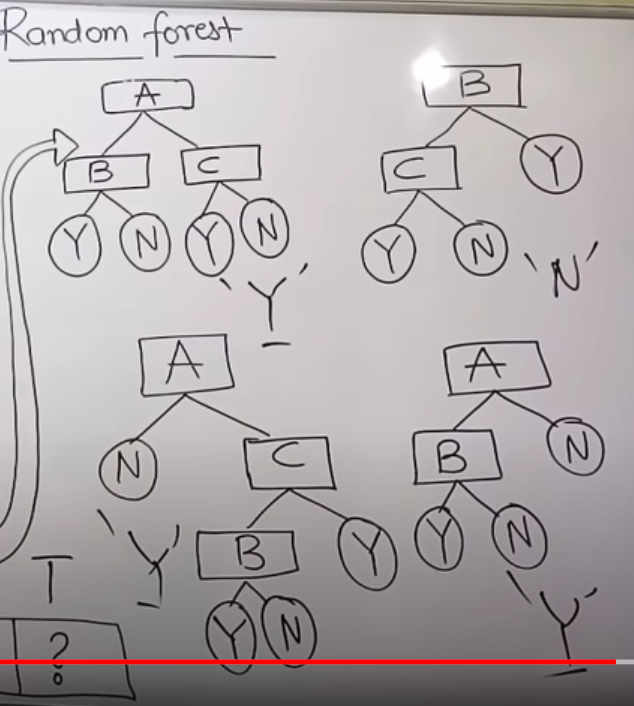 Random forest
A
B
B C
C Y
Y N Y N
Y N
'Y'
'N'
A
A
N C
B N
'Y'
B Y
Y N
Y N
'Y'
T
?